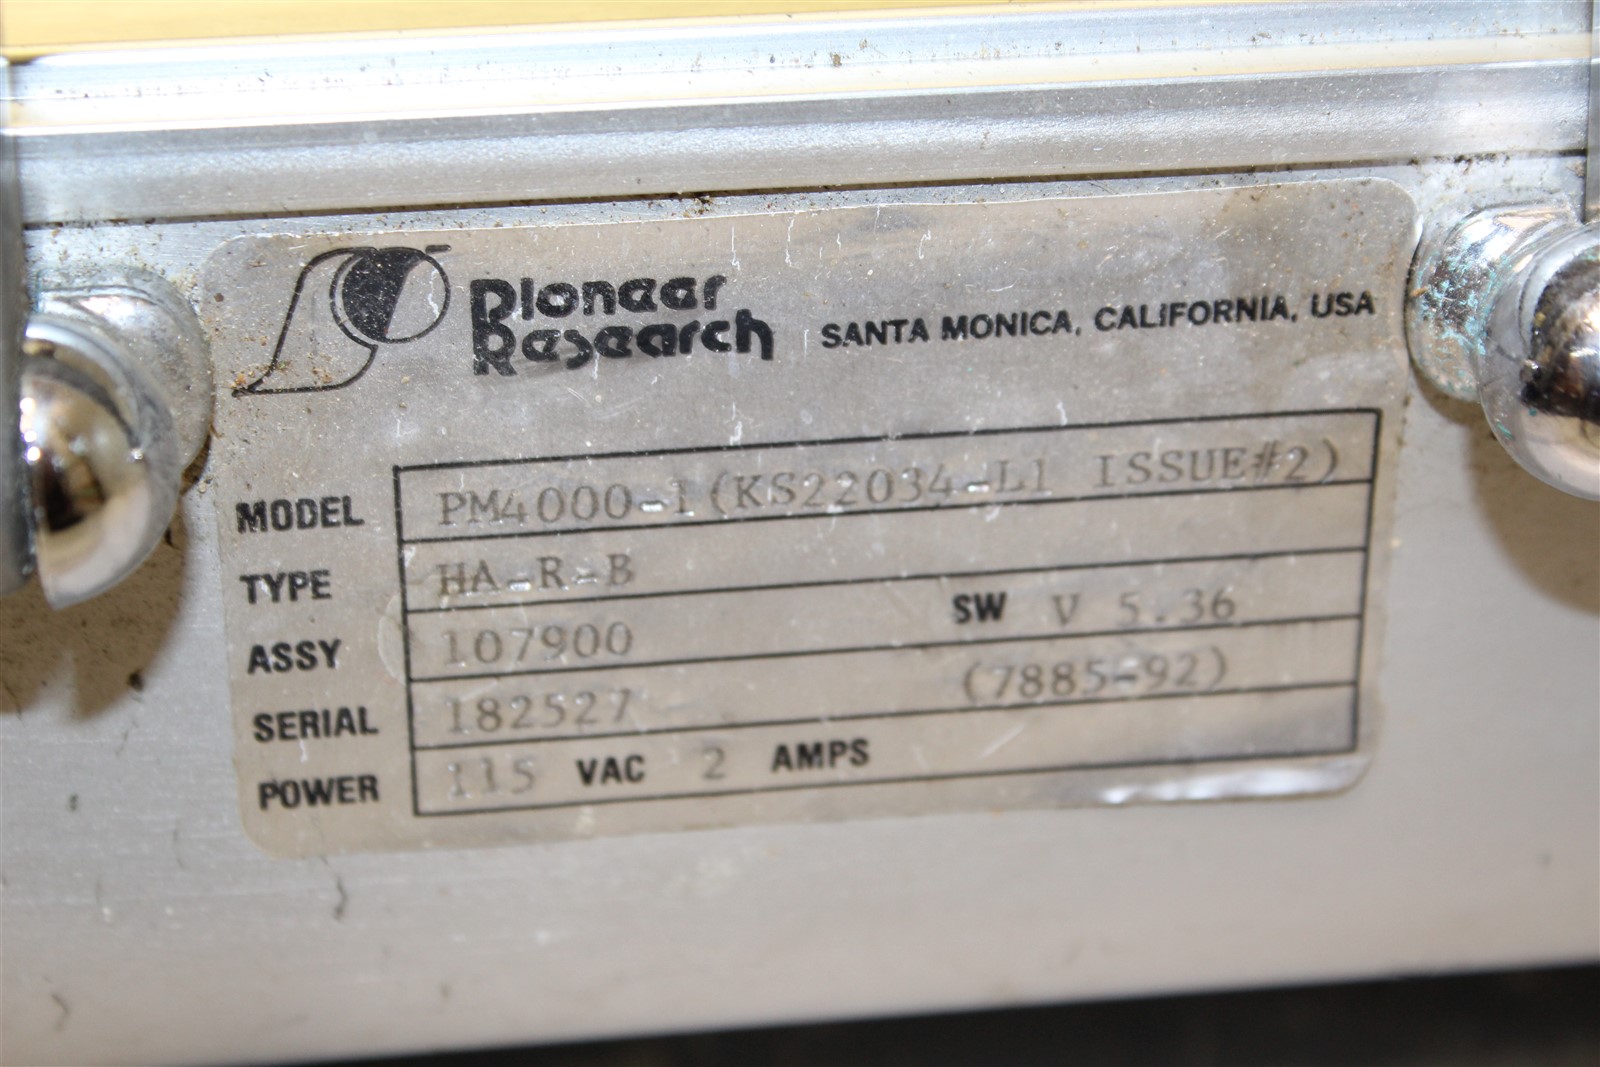 Pioneer
Research SANTA MONICA, CALIFORNIA, USA
MODEL PM4000-1(KS22034-L1 ISSUE#2)
TYPE HA-R-B
ASSY 107900 SW V 5.36
SERIAL 182527 (7885-92)
POWER 115 VAC 2 AMPS